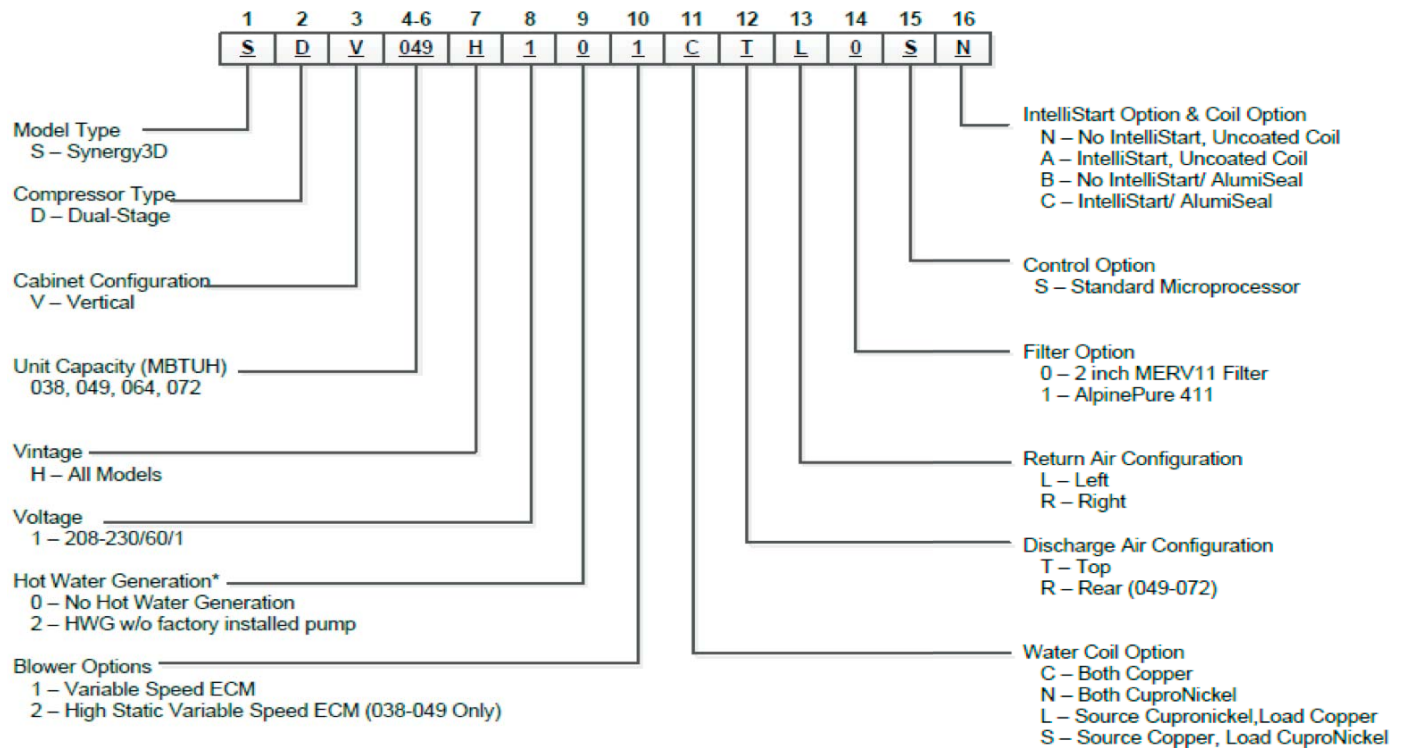 1 2 3 4-6 7 8 9 10 11 12 13 14 15 16
S D V 049 H 1 0 1 C T L 0 S N
Model Type
S – Synergy3D
Compressor Type
D – Dual-Stage
Cabinet Configuration
V – Vertical
Unit Capacity (MBTUH)
038, 049, 064, 072
Vintage
H – All Models
Voltage
1 – 208-230/60/1
Hot Water Generation*
0 – No Hot Water Generation
2 – HWG w/o factory installed pump
Blower Options
1 – Variable Speed ECM
2 – High Static Variable Speed ECM (038-049 Only)
IntelliStart Option & Coil Option
N – No IntelliStart, Uncoated Coil
A – IntelliStart, Uncoated Coil
B – No IntelliStart/ AlumiSeal
C – IntelliStart/ AlumiSeal
Control Option
S – Standard Microprocessor
Filter Option
0 – 2 inch MERV11 Filter
1 – AlpinePure 411
Return Air Configuration
L – Left
R – Right
Discharge Air Configuration
T – Top
R – Rear (049-072)
Water Coil Option
C – Both Copper
N – Both CuproNickel
L – Source Cupronickel,Load Copper
S – Source Copper, Load CuproNickel